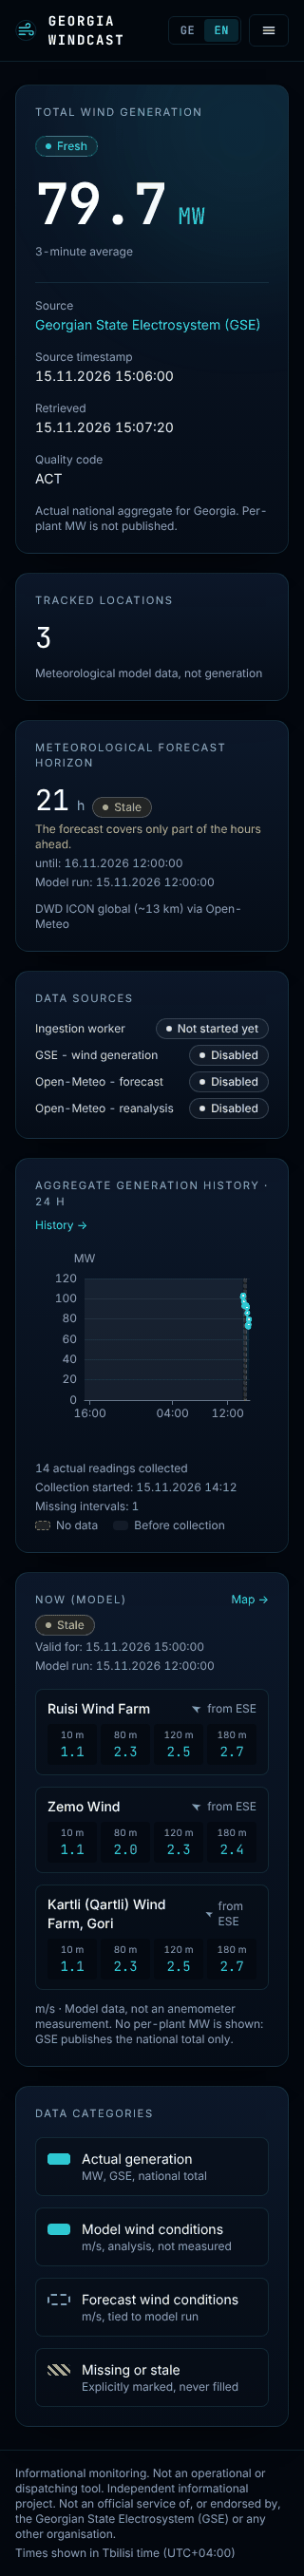 GEORGIA
WINDCAST
GE EN
TOTAL WIND GENERATION
Fresh
79.7 MW
3-minute average
Source
Georgian State Electrosystem (GSE)
Source timestamp
15.11.2026 15:06:00
Retrieved
15.11.2026 15:07:20
Quality code
ACT
Actual national aggregate for Georgia. Per-
plant MW is not published.
TRACKED LOCATIONS
3
Meteorological model data, not generation
METEOROLOGICAL FORECAST
HORIZON
21 h Stale
The forecast covers only part of the hours
ahead.
until: 16.11.2026 12:00:00
Model run: 15.11.2026 12:00:00
DWD ICON global (~13 km) via Open-
Meteo
DATA SOURCES
Ingestion worker Not started yet
GSE - wind generation Disabled
Open-Meteo - forecast Disabled
Open-Meteo - reanalysis Disabled
AGGREGATE GENERATION HISTORY ·
24 H
History →
MW
120
100
80
60
40
20
0
16:00 04:00 12:00
14 actual readings collected
Collection started: 15.11.2026 14:12
Missing intervals: 1
No data Before collection
NOW (MODEL) Map →
Stale
Valid for: 15.11.2026 15:00:00
Model run: 15.11.2026 12:00:00
Ruisi Wind Farm from ESE
10 m 80 m 120 m 180 m
1.1 2.3 2.5 2.7
Zemo Wind from ESE
10 m 80 m 120 m 180 m
1.1 2.0 2.3 2.4
Kartli (Qartli) Wind
Farm, Gori
from
ESE
10 m 80 m 120 m 180 m
1.1 2.3 2.5 2.7
m/s · Model data, not an anemometer
measurement. No per-plant MW is shown:
GSE publishes the national total only.
DATA CATEGORIES
Actual generation
MW, GSE, national total
Model wind conditions
m/s, analysis, not measured
Forecast wind conditions
m/s, tied to model run
Missing or stale
Explicitly marked, never filled
Informational monitoring. Not an operational or
dispatching tool. Independent informational
project. Not an official service of, or endorsed by,
the Georgian State Electrosystem (GSE) or any
other organisation.
Times shown in Tbilisi time (UTC+04:00)